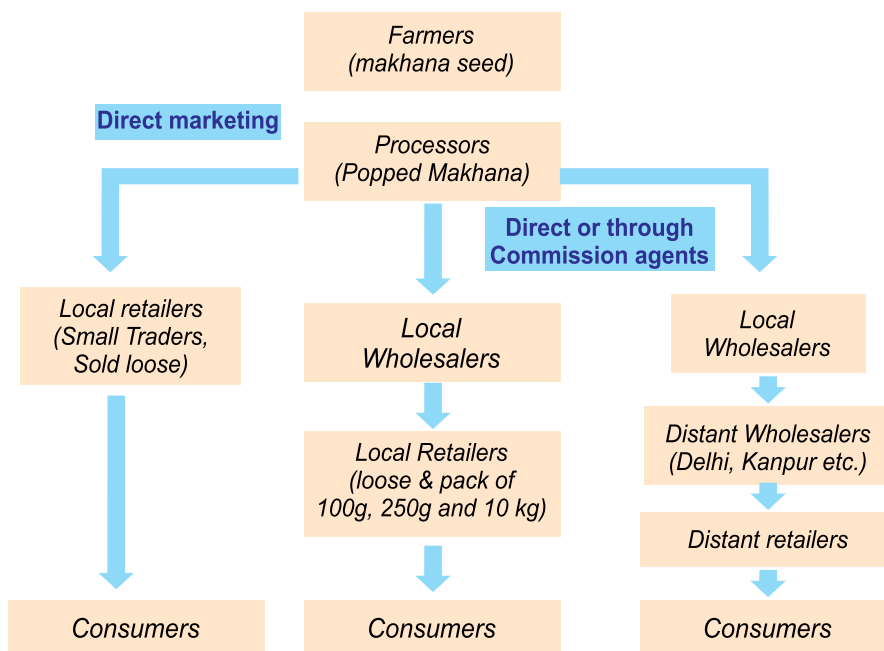 Farmers
(makhana seed)
Direct marketing
Processors
(Popped Makhana)
Direct or through
Commission agents
Local retailers
(Small Traders,
Sold loose)
Local
Wholesalers
Local
Wholesalers
Local Retailers
(loose & pack of
100g, 250g and 10 kg)
Distant Wholesalers
(Delhi, Kanpur etc.)
Distant retailers
Consumers
Consumers
Consumers